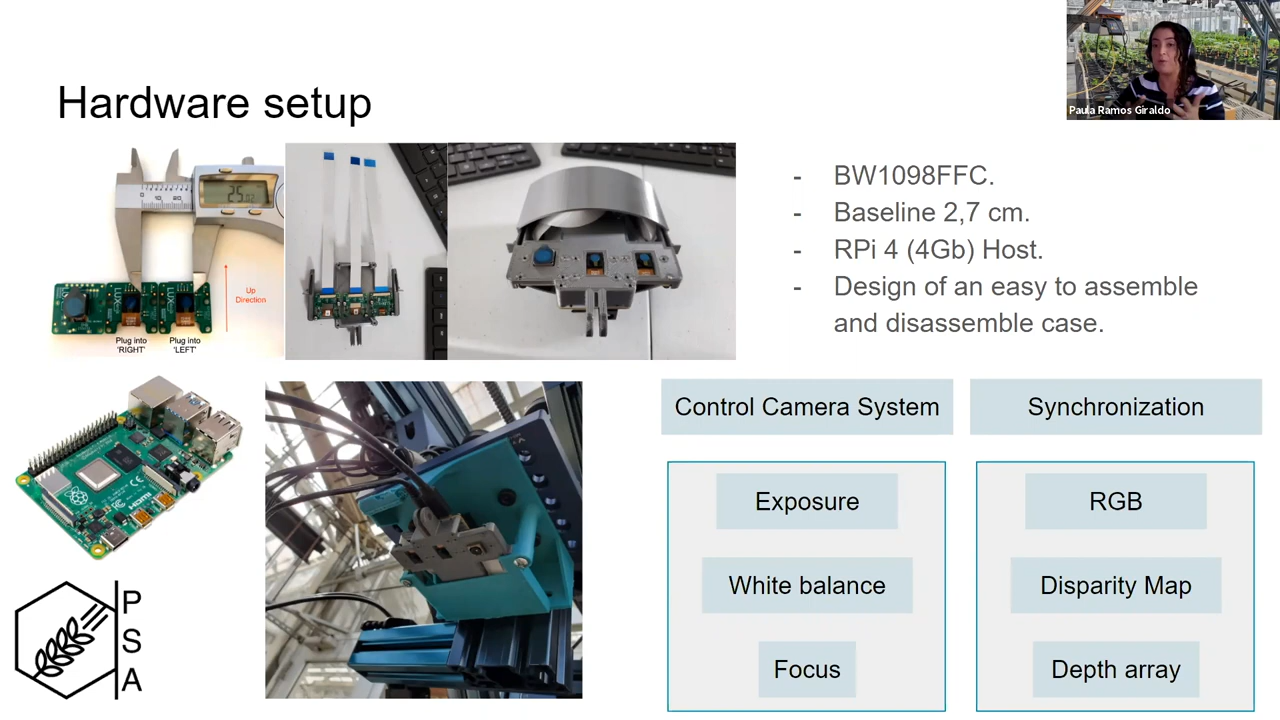 Paula Ramos Giraldo
Hardware setup
Up
Direction
Plug into
'RIGHT'
Plug into
'LEFT'
- BW1098FFC.
- Baseline 2,7 cm.
- RPi 4 (4Gb) Host.
- Design of an easy to assemble
and disassemble case.
HDMI
P
S
A
Control Camera System
Exposure
White balance
Focus
Synchronization
RGB
Disparity Map
Depth array